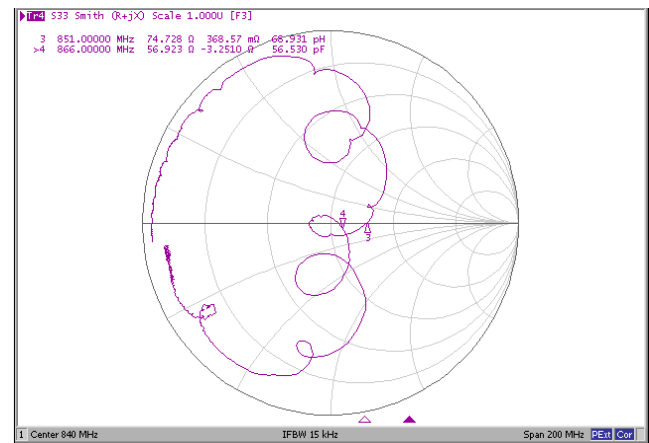 Tr4 S33 Smith (R+jX) Scale 1.000U [F3]
3 851.00000 MHz 74.728 Ω 368.57 mΩ 68.931 pH
>4 866.00000 MHz 56.923 Ω -3.2510 Ω 56.530 pF
4
3
1 Center 840 MHz IFBW 15 kHz Span 200 MHz PExt Cor